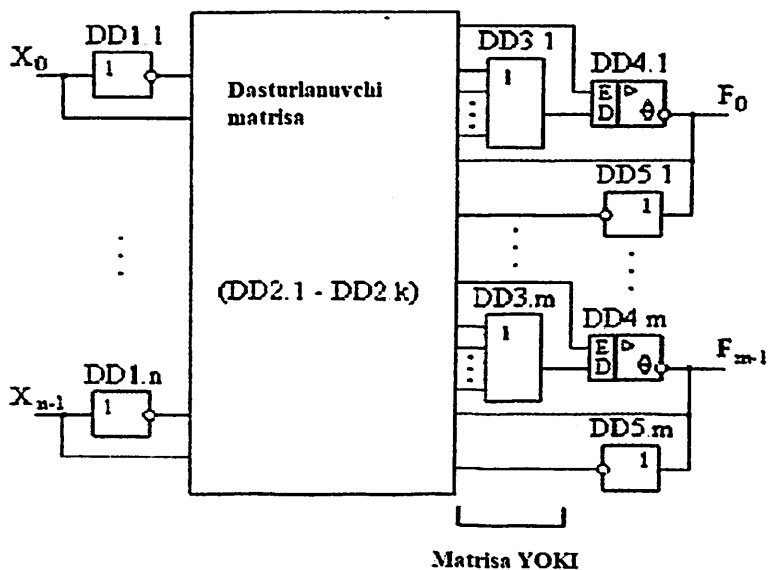 X0
DD1.1
1
Dasturlanuvchi
matrisa
(DD2.1 - DD2.k)
DD3.1
1
DD4.1
E
D
F0
DD5.1
1
DD3.m
1
DD4.m
E
D
Fm-1
DD5.m
1
Xn-1
DD1.n
1
Matrisa YOKI